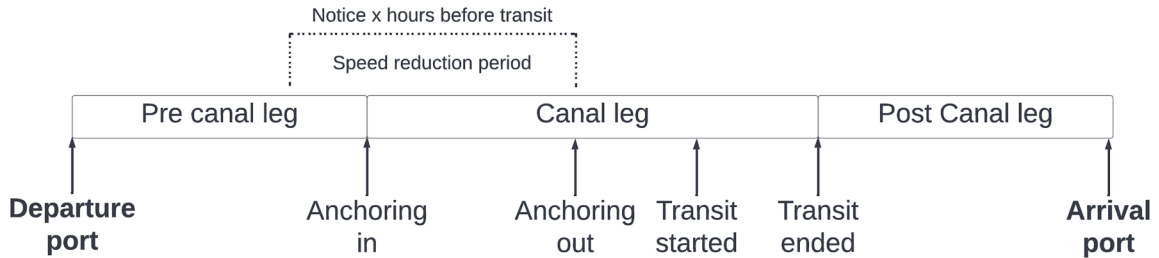 Notice x hours before transit
Speed reduction period
Pre canal leg
Canal leg
Post Canal leg
Departure
port
Anchoring
in
Anchoring
out
Transit
started
Transit
ended
Arrival
port